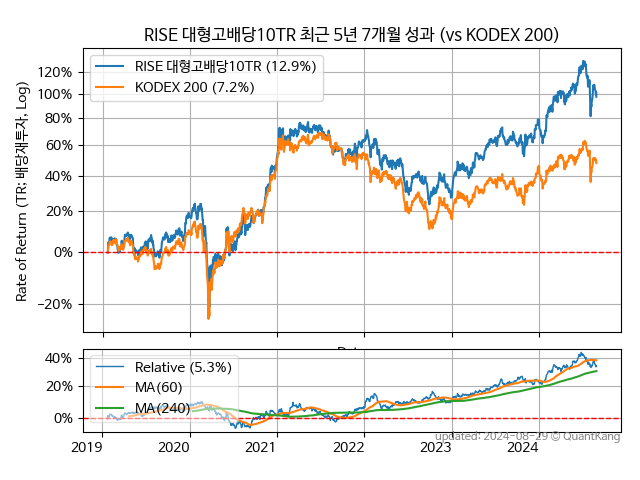 RISE 대형고배당10TR 최근 5년 7개월 성과 (vs KODEX 200)
Rate of Return (TR: 배당재투자, Log)
RISE 대형고배당10TR (12.9%)
KODEX 200 (7.2%)
120%
100%
80%
60%
40%
20%
0%
−20%
Relative (5.3%)
MA(60)
MA(240)
40%
20%
0%
2019
2020
2021
2022
2023
2024
updated: 2024-08-29 © QuantKang